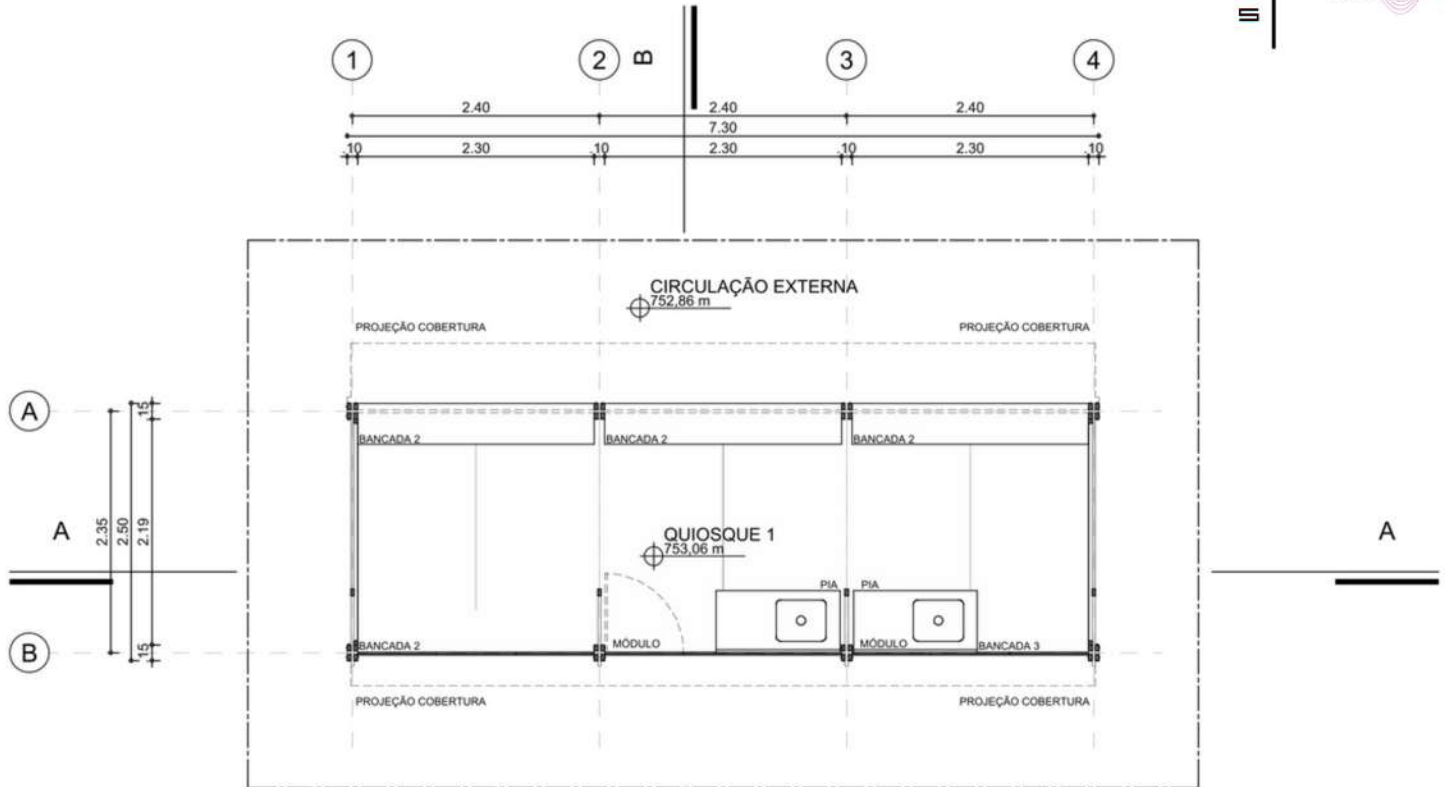 1
2
B
3
4
2.40
2.40
2.40
7.30
.10
2.30
.10
2.30
2.30
.10
CIRCULAÇÃO EXTERNA
752,86 m
PROJEÇÃO COBERTURA
PROJEÇÃO COBERTURA
A
.15
BANCADA 2
BANCADA 2
BANCADA 2
A
2.35
2.50
2.19
QUIOSQUE 1
753,06 m
A
PIA
PIA
B
.15
BANCADA 2
MÓDULO
MÓDULO
BANCADA 3
PROJEÇÃO COBERTURA
PROJEÇÃO COBERTURA